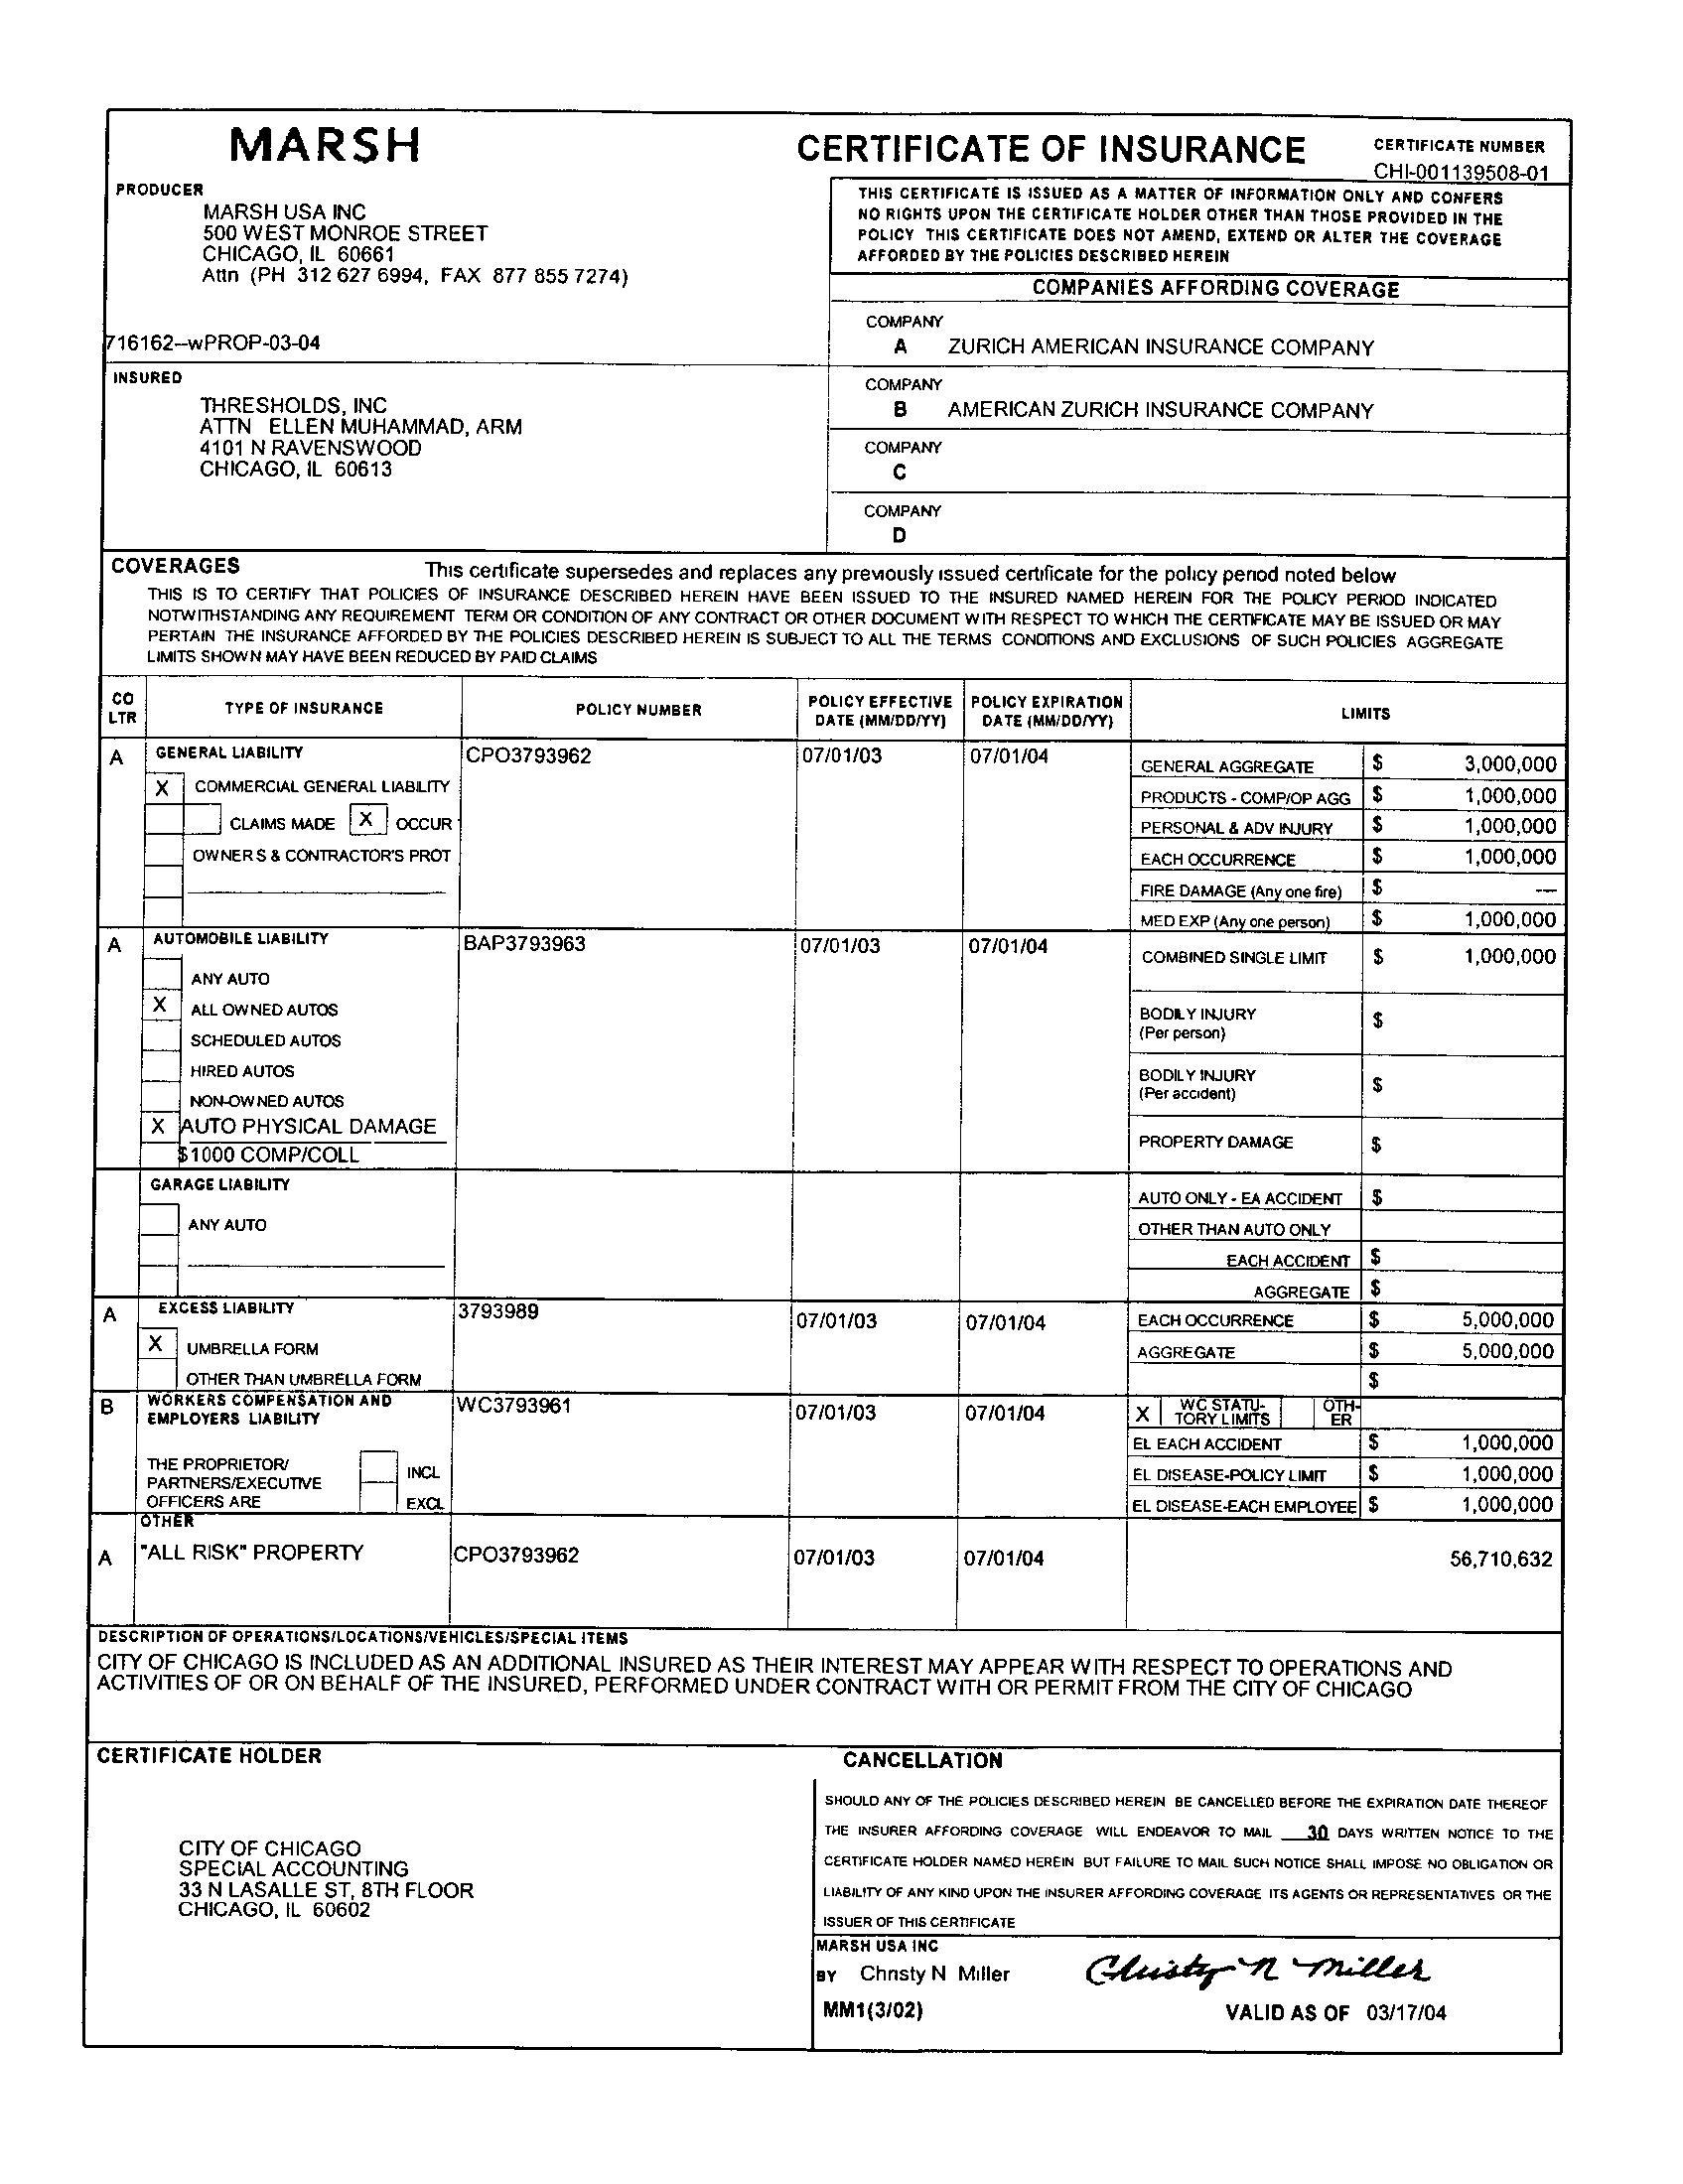 MARSH
CERTIFICATE OF INSURANCE
CERTIFICATE NUMBER
CHI-001139508-01
PRODUCER
MARSH USA INC
500 WEST MONROE STREET
CHICAGO, IL 60661
Attn (PH 312 627 6994, FAX 877 855 7274)
716162--wPROP-03-04
THIS CERTIFICATE IS ISSUED AS A MATTER OF INFORMATION ONLY AND CONFERS
NO RIGHTS UPON THE CERTIFICATE HOLDER OTHER THAN THOSE PROVIDED IN THE
POLICY THIS CERTIFICATE DOES NOT AMEND, EXTEND OR ALTER THE COVERAGE
AFFORDED BY THE POLICIES DESCRIBED HEREIN
COMPANIES AFFORDING COVERAGE
COMPANY
A ZURICH AMERICAN INSURANCE COMPANY
INSURED
THRESHOLDS, INC
ATTN ELLEN MUHAMMAD, ARM
4101 N RAVENSWOOD
CHICAGO, IL 60613
COMPANY
B AMERICAN ZURICH INSURANCE COMPANY
COMPANY
C
COMPANY
D
COVERAGES This certificate supersedes and replaces any previously issued certificate for the policy period noted below
THIS IS TO CERTIFY THAT POLICIES OF INSURANCE DESCRIBED HEREIN HAVE BEEN ISSUED TO THE INSURED NAMED HEREIN FOR THE POLICY PERIOD INDICATED
NOTWITHSTANDING ANY REQUIREMENT TERM OR CONDITION OF ANY CONTRACT OR OTHER DOCUMENT WITH RESPECT TO WHICH THE CERTIFICATE MAY BE ISSUED OR MAY
PERTAIN THE INSURANCE AFFORDED BY THE POLICIES DESCRIBED HEREIN IS SUBJECT TO ALL THE TERMS CONDITIONS AND EXCLUSIONS OF SUCH POLICIES AGGREGATE
LIMITS SHOWN MAY HAVE BEEN REDUCED BY PAID CLAIMS
CO LTR TYPE OF INSURANCE POLICY NUMBER POLICY EFFECTIVE DATE (MM/DD/YY) POLICY EXPIRATION DATE (MM/DD/YY) LIMITS
A GENERAL LIABILITY CPO3793962 07/01/03 07/01/04 GENERAL AGGREGATE $ 3,000,000
X COMMERCIAL GENERAL LIABILITY PRODUCTS - COMP/OP AGG $ 1,000,000
CLAIMS MADE X OCCUR PERSONAL & ADV INJURY $ 1,000,000
OWNER S & CONTRACTOR'S PROT EACH OCCURRENCE $ 1,000,000
FIRE DAMAGE (Any one fire) $ ---
MED EXP (Any one person) $ 1,000,000
A AUTOMOBILE LIABILITY BAP3793963 07/01/03 07/01/04 COMBINED SINGLE LIMIT $ 1,000,000
ANY AUTO
X ALL OWNED AUTOS BODILY INJURY (Per person) $
SCHEDULED AUTOS
HIRED AUTOS BODILY INJURY (Per accident) $
NON-OWNED AUTOS
X AUTO PHYSICAL DAMAGE PROPERTY DAMAGE $
$1000 COMP/COLL
GARAGE LIABILITY AUTO ONLY - EA ACCIDENT $
ANY AUTO OTHER THAN AUTO ONLY
EACH ACCIDENT $
AGGREGATE $
A EXCESS LIABILITY 3793989 07/01/03 07/01/04 EACH OCCURRENCE $ 5,000,000
X UMBRELLA FORM AGGREGATE $ 5,000,000
OTHER THAN UMBRELLA FORM $
B WORKERS COMPENSATION AND EMPLOYERS LIABILITY WC3793961 07/01/03 07/01/04 X WC STATU- TORY LIMITS OTH- ER
EL EACH ACCIDENT $ 1,000,000
THE PROPRIETOR/ PARTNERS/EXECUTIVE OFFICERS ARE INCL EL DISEASE-POLICY LIMIT $ 1,000,000
EXCL EL DISEASE-EACH EMPLOYEE $ 1,000,000
OTHER
A "ALL RISK" PROPERTY CPO3793962 07/01/03 07/01/04 56,710,632
DESCRIPTION OF OPERATIONS/LOCATIONS/VEHICLES/SPECIAL ITEMS
CITY OF CHICAGO IS INCLUDED AS AN ADDITIONAL INSURED AS THEIR INTEREST MAY APPEAR WITH RESPECT TO OPERATIONS AND
ACTIVITIES OF OR ON BEHALF OF THE INSURED, PERFORMED UNDER CONTRACT WITH OR PERMIT FROM THE CITY OF CHICAGO
CERTIFICATE HOLDER
CITY OF CHICAGO
SPECIAL ACCOUNTING
33 N LASALLE ST, 8TH FLOOR
CHICAGO, IL 60602
CANCELLATION
SHOULD ANY OF THE POLICIES DESCRIBED HEREIN BE CANCELLED BEFORE THE EXPIRATION DATE THEREOF
THE INSURER AFFORDING COVERAGE WILL ENDEAVOR TO MAIL 30 DAYS WRITTEN NOTICE TO THE
CERTIFICATE HOLDER NAMED HEREIN BUT FAILURE TO MAIL SUCH NOTICE SHALL IMPOSE NO OBLIGATION OR
LIABILITY OF ANY KIND UPON THE INSURER AFFORDING COVERAGE ITS AGENTS OR REPRESENTATIVES OR THE
ISSUER OF THIS CERTIFICATE
MARSH USA INC
BY Christy N Miller Christy N Miller
MM1(3/02) VALID AS OF 03/17/04